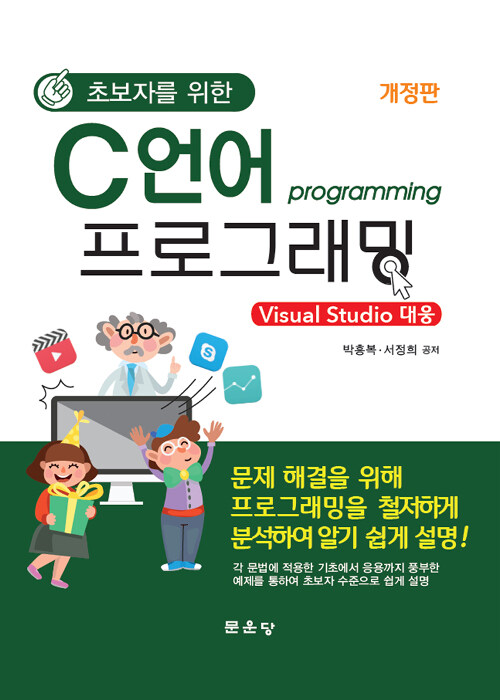 초보자를 위한
개정판
C언어 programming
프로그래밍
Visual Studio 대응
박흥복·서정희 공저
문제 해결을 위해
프로그래밍을 철저하게
분석하여 알기 쉽게 설명!
각 문법에 적용한 기초에서 응용까지 풍부한
예제를 통하여 초보자 수준으로 쉽게 설명
문운당